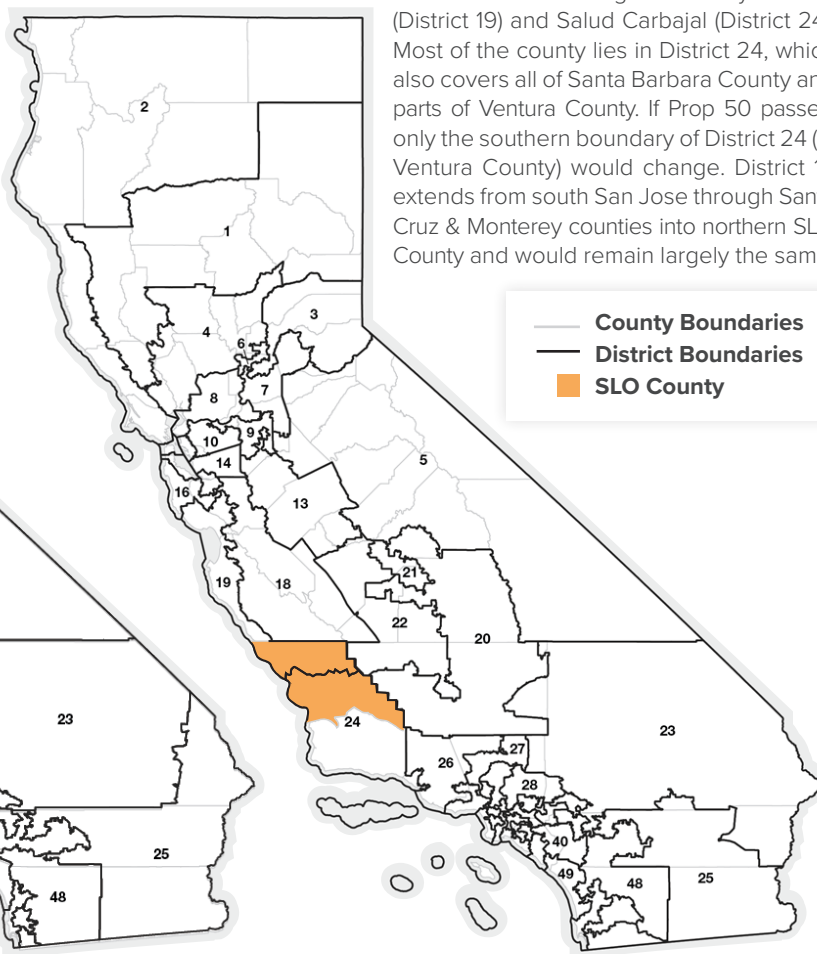 (District 19) and Salud Carbajal (District 24
Most of the county lies in District 24, whic
also covers all of Santa Barbara County an
parts of Ventura County. If Prop 50 passe
only the southern boundary of District 24 (
Ventura County) would change. District 1
extends from south San Jose through Sant
Cruz & Monterey counties into northern SL
County and would remain largely the sam
County Boundaries
District Boundaries
SLO County
2
1
3
4
6
7
8
9
10
14
5
16
13
19
18
21
22
20
24
23
23
26
27
28
40
49
48
25
25
48